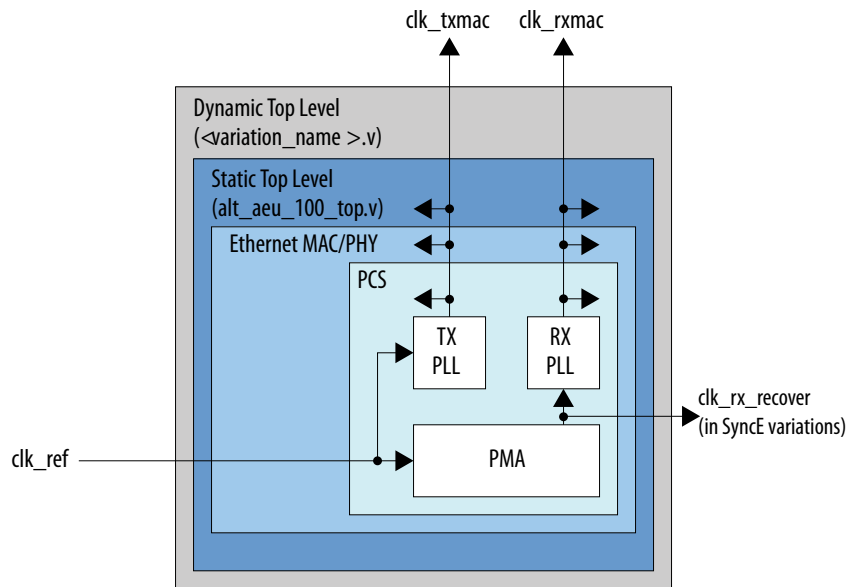 clk_txmac
clk_rxmac
Dynamic Top Level
(<variation_name >.v)
Static Top Level
(alt_aeu_100_top.v)
Ethernet MAC/PHY
PCS
TX
PLL
RX
PLL
clk_rx_recover
(in SyncE variations)
clk_ref
PMA